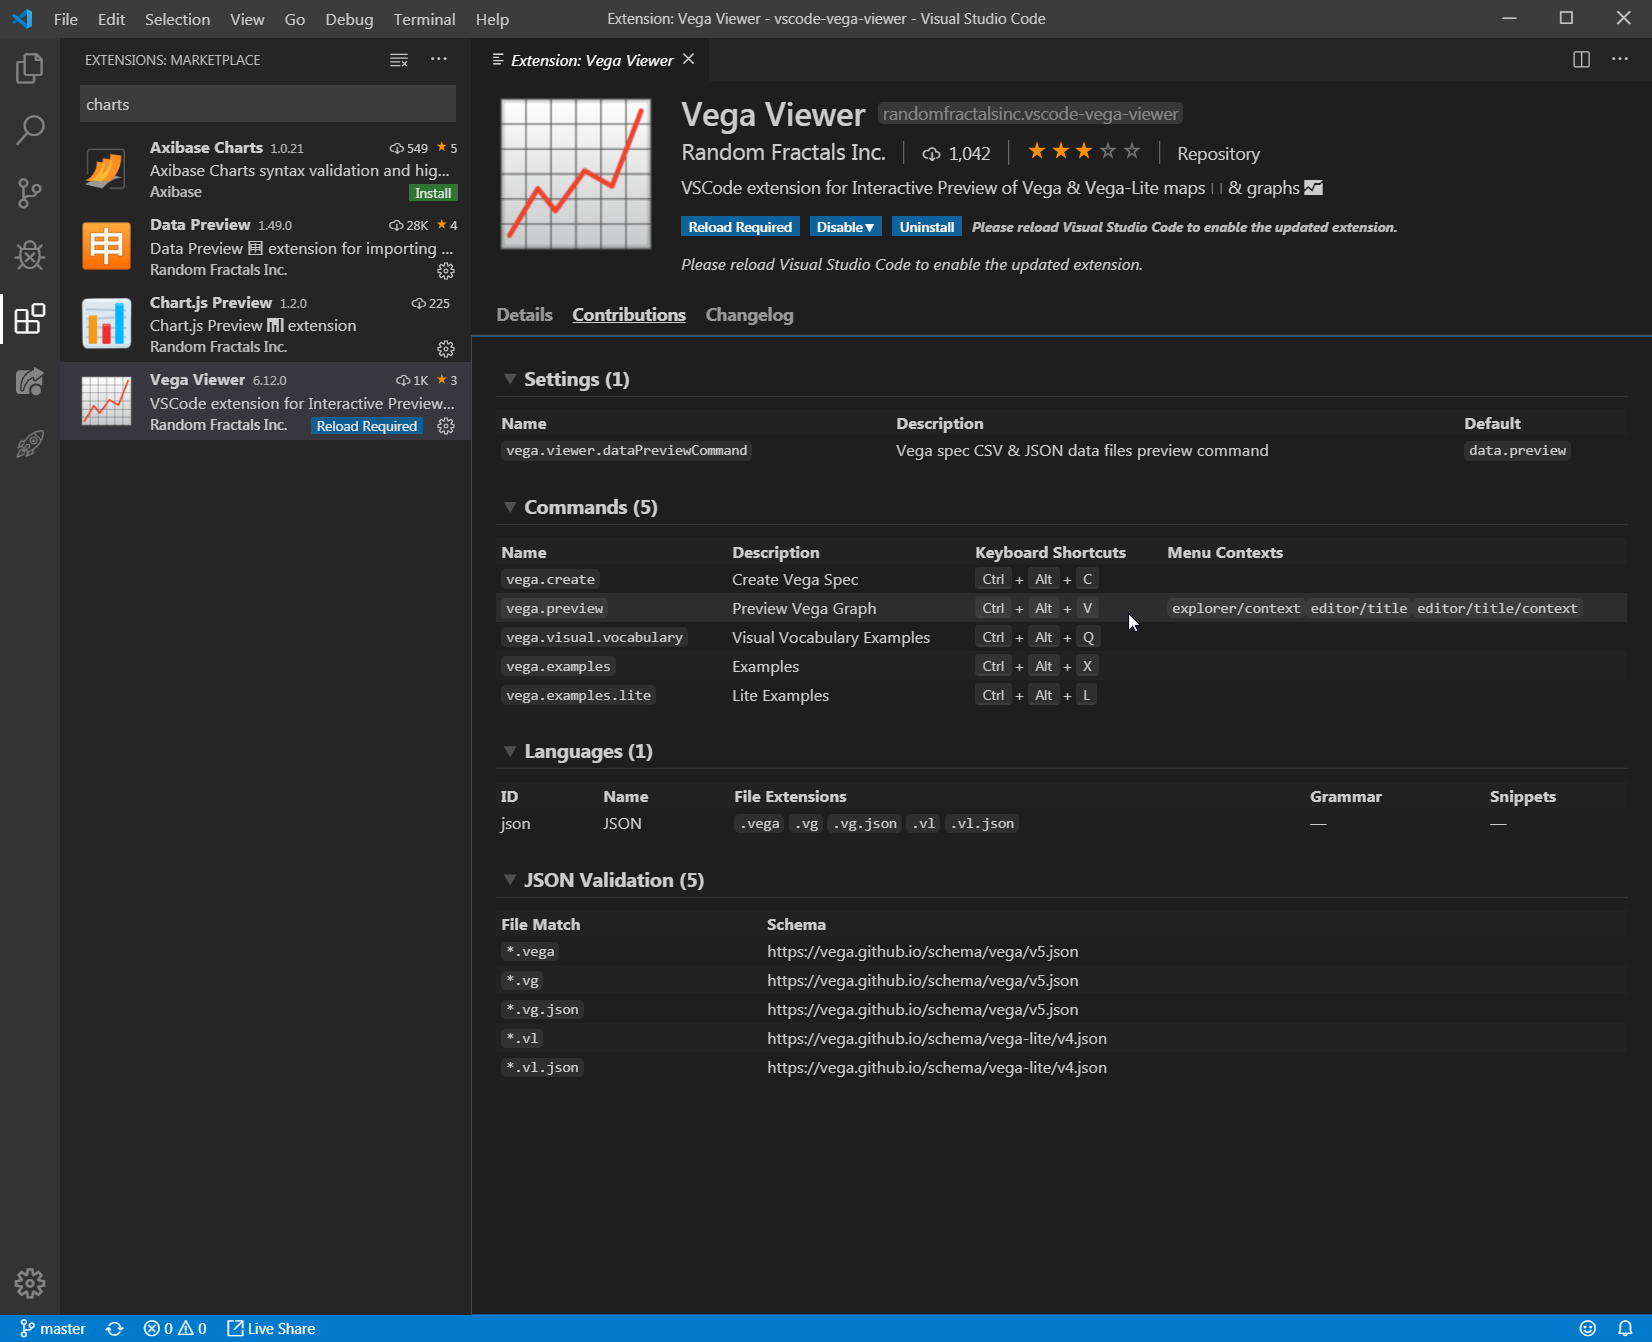 File Edit Selection View Go Debug Terminal Help Extension: Vega Viewer - vscode-vega-viewer - Visual Studio Code
EXTENSIONS: MARKETPLACE
charts
Axibase Charts 1.0.21 549 ★ 5
Axibase Charts syntax validation and hig...
Axibase Install
Data Preview 1.49.0 28K ★ 4
Data Preview 🈸 extension for importing ...
Random Fractals Inc.
Chart.js Preview 1.2.0 225
Chart.js Preview 📊 extension
Random Fractals Inc.
Vega Viewer 6.12.0 1K ★ 3
VSCode extension for Interactive Preview...
Random Fractals Inc. Reload Required
Extension: Vega Viewer
Vega Viewer randomfractalsinc.vscode-vega-viewer
Random Fractals Inc. 1,042 ★★★☆☆ Repository
VSCode extension for Interactive Preview of Vega & Vega-Lite maps & graphs 📈
Reload Required Disable▼ Uninstall Please reload Visual Studio Code to enable the updated extension.
Please reload Visual Studio Code to enable the updated extension.
Details Contributions Changelog
Settings (1)
Name Description Default
vega.viewer.dataPreviewCommand Vega spec CSV & JSON data files preview command data.preview
Commands (5)
Name Description Keyboard Shortcuts Menu Contexts
vega.create Create Vega Spec Ctrl + Alt + C
vega.preview Preview Vega Graph Ctrl + Alt + V explorer/context editor/title editor/title/context
vega.visual.vocabulary Visual Vocabulary Examples Ctrl + Alt + Q
vega.examples Examples Ctrl + Alt + X
vega.examples.lite Lite Examples Ctrl + Alt + L
Languages (1)
ID Name File Extensions Grammar Snippets
json JSON .vega .vg .vg.json .vl .vl.json — —
JSON Validation (5)
File Match Schema
*.vega https://vega.github.io/schema/vega/v5.json
*.vg https://vega.github.io/schema/vega/v5.json
*.vg.json https://vega.github.io/schema/vega/v5.json
*.vl https://vega.github.io/schema/vega-lite/v4.json
*.vl.json https://vega.github.io/schema/vega-lite/v4.json
master 0 0 Live Share